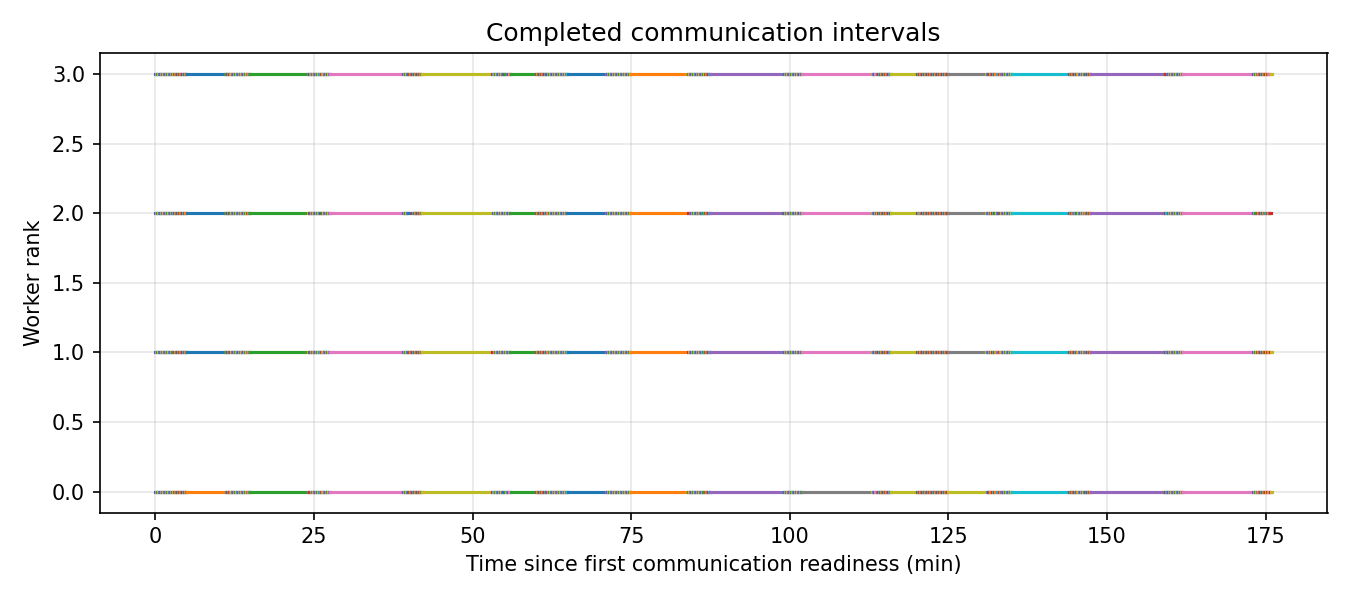 Completed communication intervals
3.0
2.5
2.0
1.5
1.0
0.5
0.0
Worker rank
0 25 50 75 100 125 150 175
Time since first communication readiness (min)